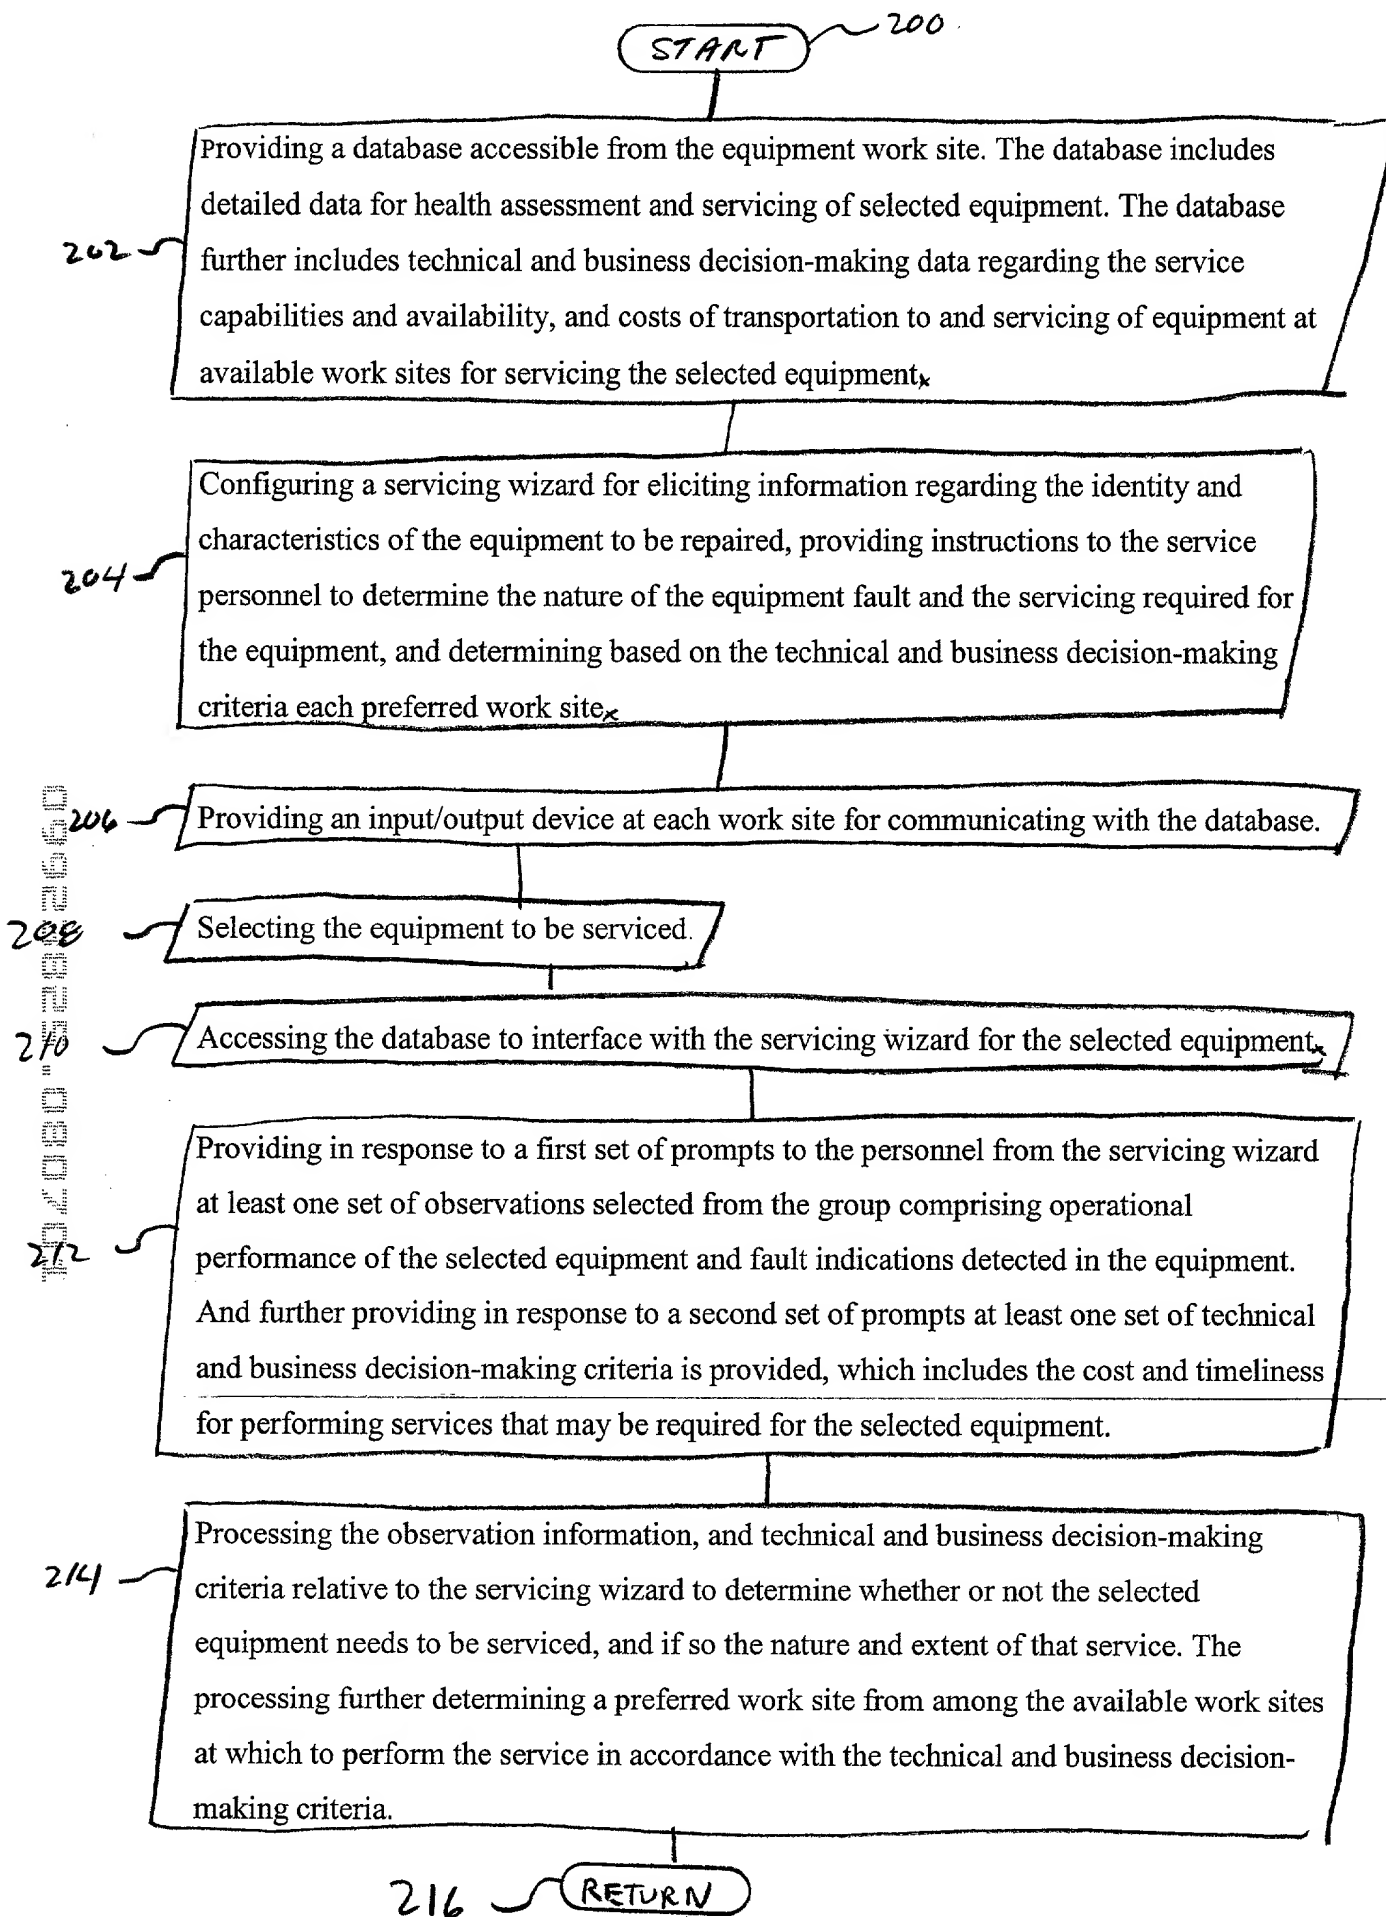 START 200
Providing a database accessible from the equipment work site. The database includes
detailed data for health assessment and servicing of selected equipment. The database
202 further includes technical and business decision-making data regarding the service
capabilities and availability, and costs of transportation to and servicing of equipment at
available work sites for servicing the selected equipment
Configuring a servicing wizard for eliciting information regarding the identity and
characteristics of the equipment to be repaired, providing instructions to the service
204 personnel to determine the nature of the equipment fault and the servicing required for
the equipment, and determining based on the technical and business decision-making
criteria each preferred work site
206 Providing an input/output device at each work site for communicating with the database.
208 Selecting the equipment to be serviced.
210 Accessing the database to interface with the servicing wizard for the selected equipment
Providing in response to a first set of prompts to the personnel from the servicing wizard
at least one set of observations selected from the group comprising operational
212 performance of the selected equipment and fault indications detected in the equipment.
And further providing in response to a second set of prompts at least one set of technical
and business decision-making criteria is provided, which includes the cost and timeliness
for performing services that may be required for the selected equipment.
Processing the observation information, and technical and business decision-making
214 criteria relative to the servicing wizard to determine whether or not the selected
equipment needs to be serviced, and if so the nature and extent of that service. The
processing further determining a preferred work site from among the available work sites
at which to perform the service in accordance with the technical and business decision-
making criteria.
216 RETURN